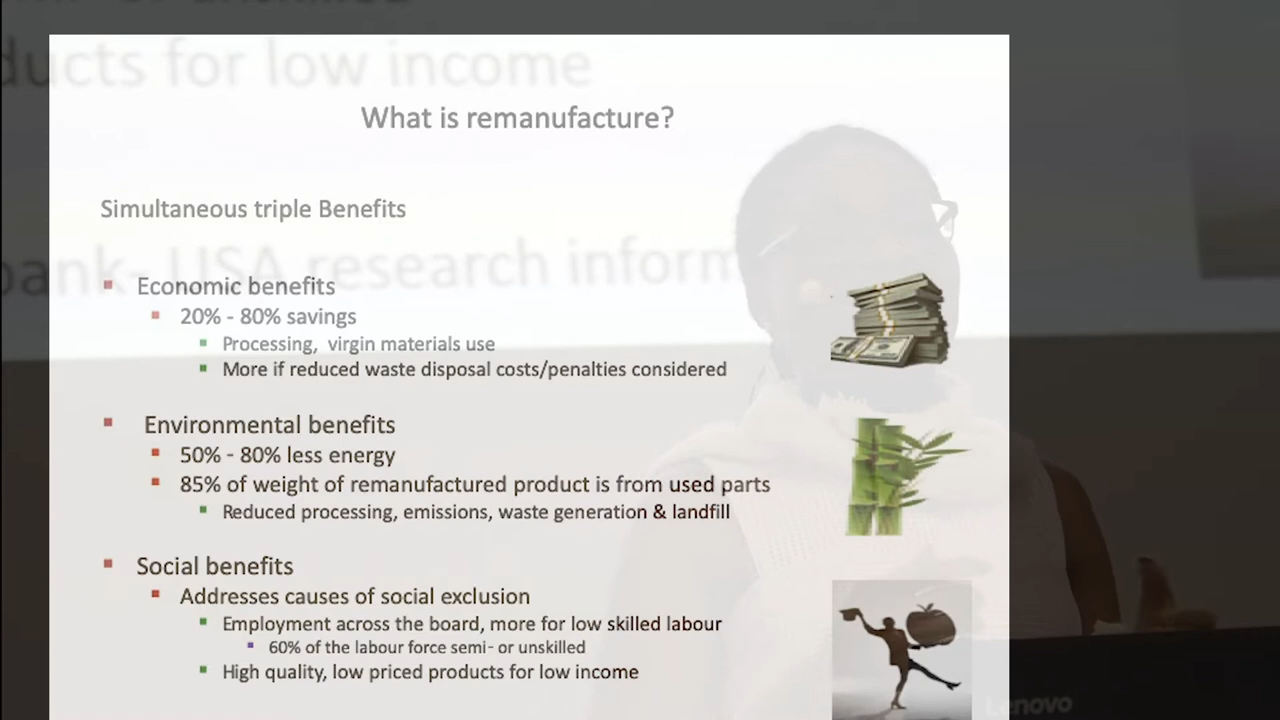 ducts for low income
What is remanufacture?
Simultaneous triple Benefits
bank- USA research inform
Economic benefits
20% - 80% savings
Processing, virgin materials use
More if reduced waste disposal costs/penalties considered
Environmental benefits
50% - 80% less energy
85% of weight of remanufactured product is from used parts
Reduced processing, emissions, waste generation & landfill
Social benefits
Addresses causes of social exclusion
Employment across the board, more for low skilled labour
60% of the labour force semi- or unskilled
High quality, low priced products for low income
Lenovo